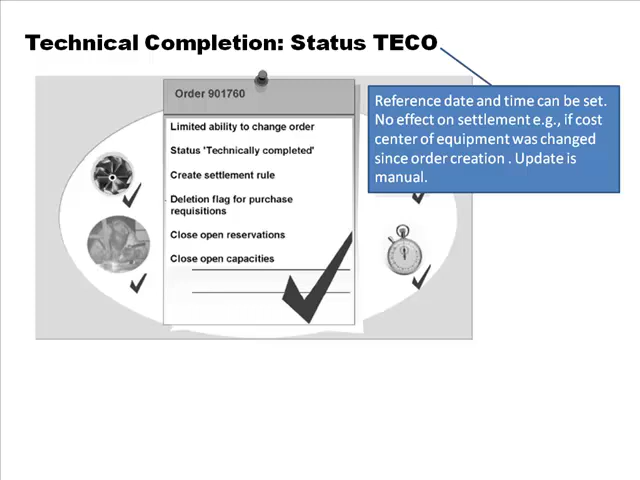 Technical Completion: Status TECO
Order 901760
Limited ability to change order
Status 'Technically completed'
Create settlement rule
Deletion flag for purchase
requisitions
Close open reservations
Close open capacities
Reference date and time can be set.
No effect on settlement e.g., if cost
center of equipment was changed
since order creation . Update is
manual.